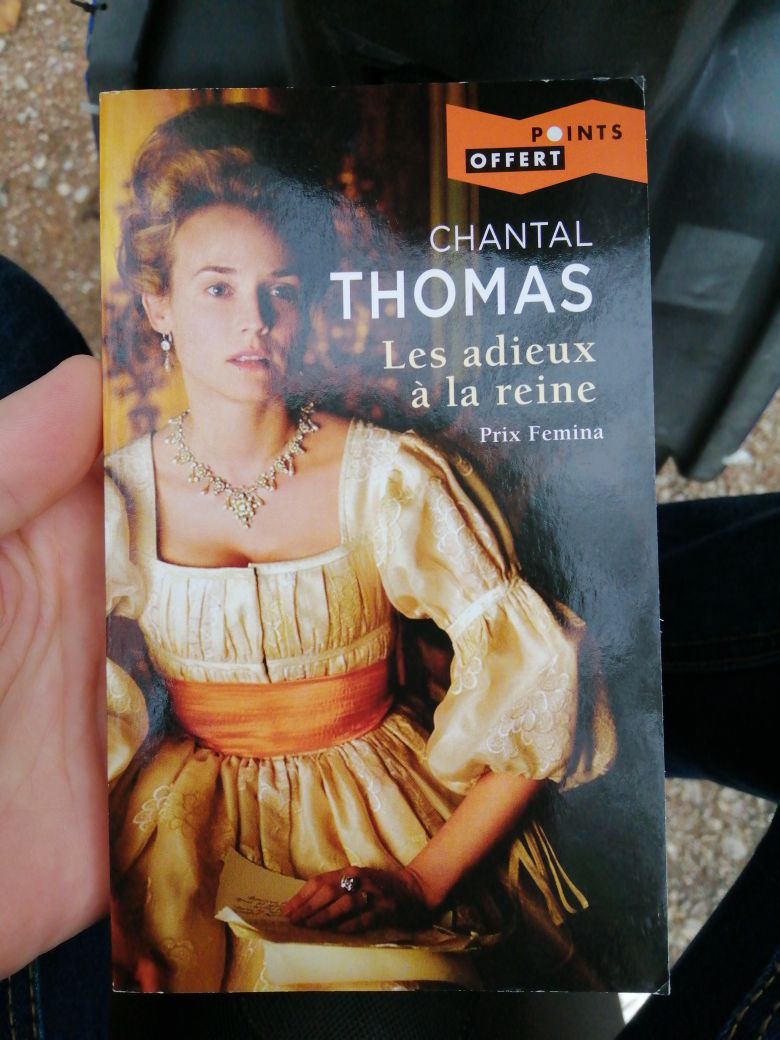 POINTS
OFFERT
CHANTAL
THOMAS
Les adieux
à la reine
Prix Femina